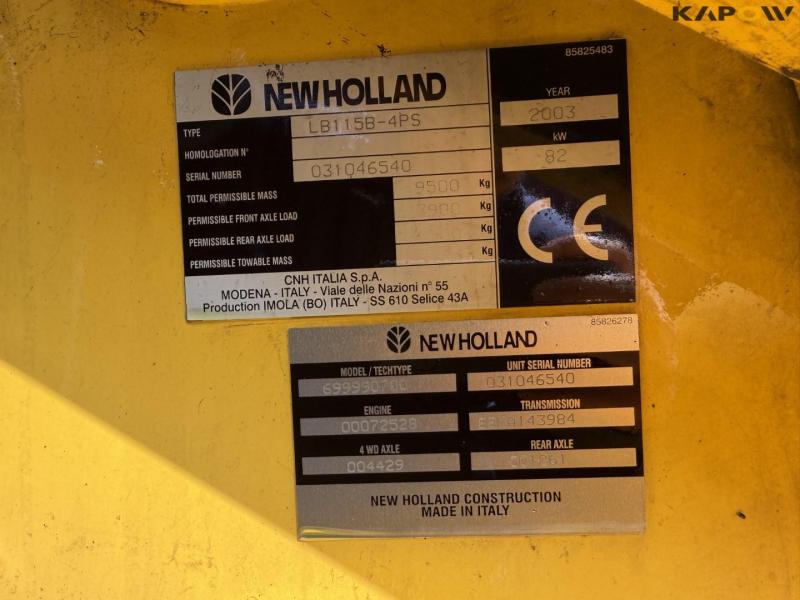 KAPOW
85825483
NEW HOLLAND
TYPE LB115B-4PS
HOMOLOGATION N°
SERIAL NUMBER 031046540
TOTAL PERMISSIBLE MASS 9500 Kg
PERMISSIBLE FRONT AXLE LOAD Kg
PERMISSIBLE REAR AXLE LOAD Kg
PERMISSIBLE TOWABLE MASS Kg
YEAR
2003
kW
82
CE
CNH ITALIA S.p.A.
MODENA - ITALY - Viale delle Nazioni n° 55
Production IMOLA (BO) ITALY - SS 610 Selice 43A
85826278
NEW HOLLAND
MODEL / TECHTYPE UNIT SERIAL NUMBER
699990700 031046540
ENGINE TRANSMISSION
00072528
4 WD AXLE REAR AXLE
004429
NEW HOLLAND CONSTRUCTION
MADE IN ITALY